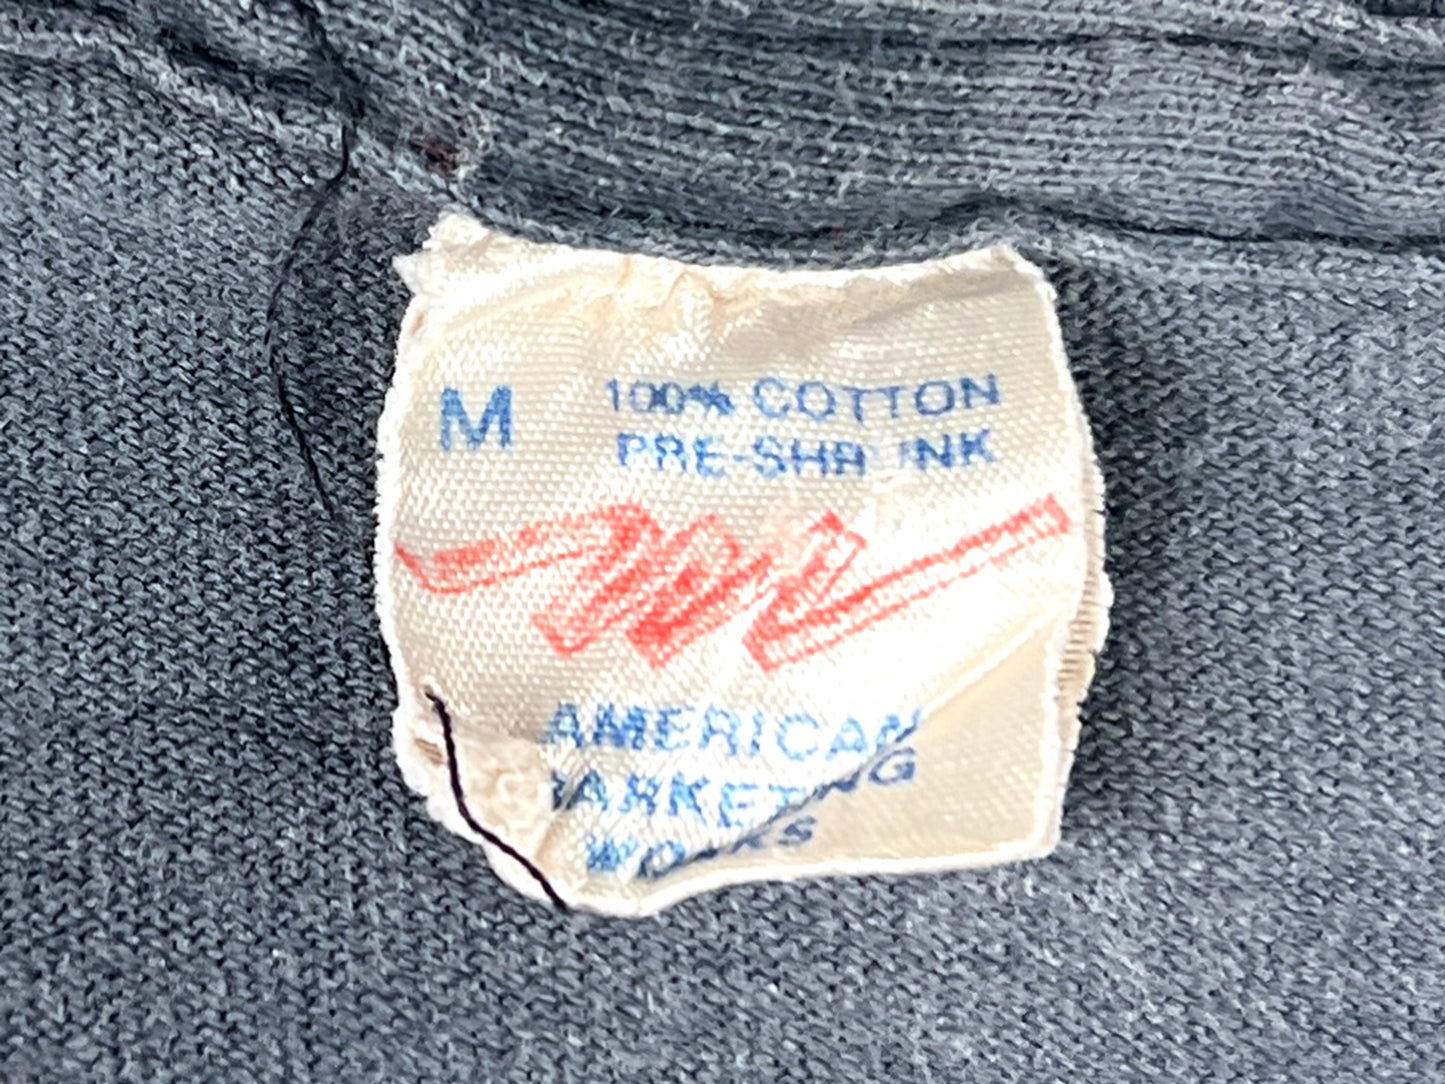 M
100% COTTON
PRE-SHRUNK
AMERICAN
MARKETING
WORKS